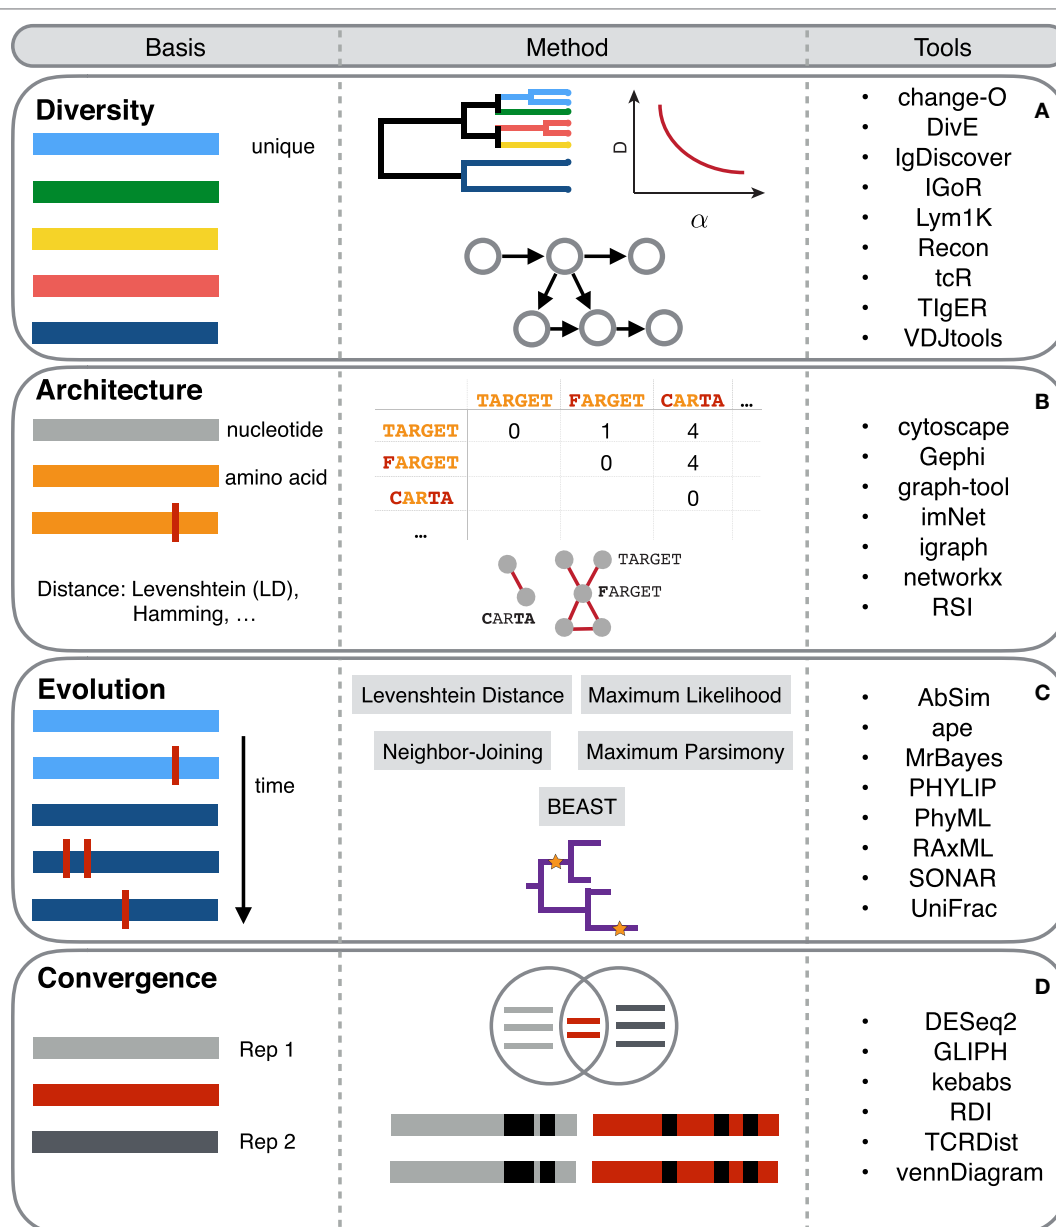 Basis Method Tools
Diversity
A
unique
D
α
• change-O
• DivE
• IgDiscover
• IGoR
• Lym1K
• Recon
• tcR
• TIgER
• VDJtools
Architecture
B
nucleotide
amino acid
Distance: Levenshtein (LD),
Hamming, …
TARGET FARGET CARTA …
TARGET 0 1 4
FARGET 0 4
CARTA 0
…
TARGET
FARGET
CARTA
• cytoscape
• Gephi
• graph-tool
• imNet
• igraph
• networkx
• RSI
Evolution
C
time
Levenshtein Distance Maximum Likelihood
Neighbor-Joining Maximum Parsimony
BEAST
• AbSim
• ape
• MrBayes
• PHYLIP
• PhyML
• RAxML
• SONAR
• UniFrac
Convergence
D
Rep 1
Rep 2
• DESeq2
• GLIPH
• kebabs
• RDI
• TCRDist
• vennDiagram